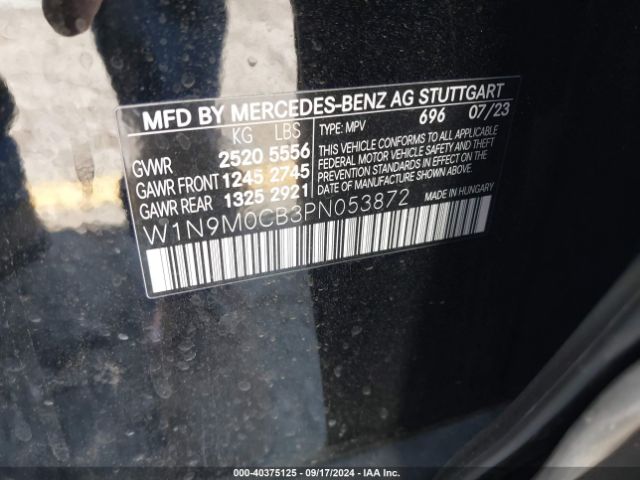 MFD BY MERCEDES-BENZ AG STUTTGART
KG LBS
GVWR 2520 5556
GAWR FRONT 1245 2745
GAWR REAR 1325 2921
TYPE: MPV 696 07/23
THIS VEHICLE CONFORMS TO ALL APPLICABLE
FEDERAL MOTOR VEHICLE SAFETY AND THEFT
PREVENTION STANDARDS IN EFFECT ON THE
DATE OF MANUFACTURE SHOWN ABOVE.
W1N9M0CB3PN053872
MADE IN HUNGARY
000-40375125 - 09/17/2024 - IAA Inc.